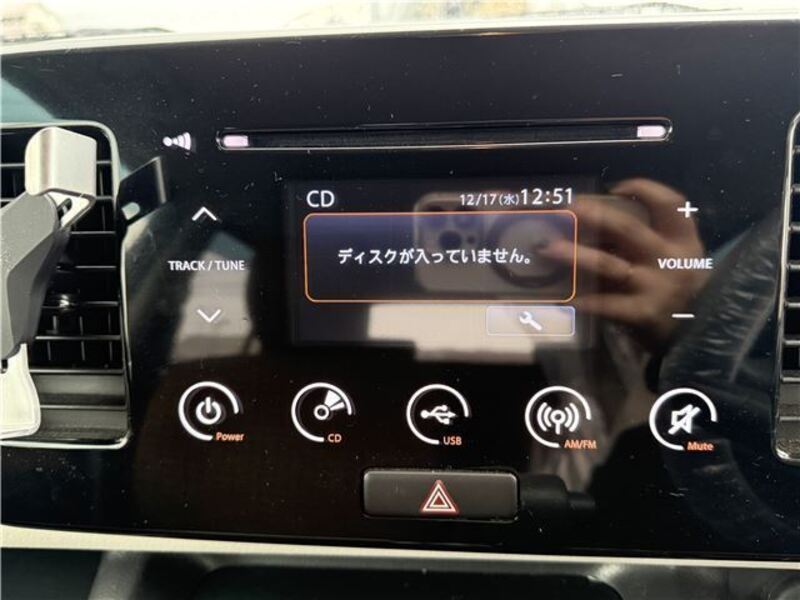 CD 12/17(水)12:51
ディスクが入っていません。
TRACK / TUNE
+
VOLUME
−
Power
CD
USB
AM/FM
Mute